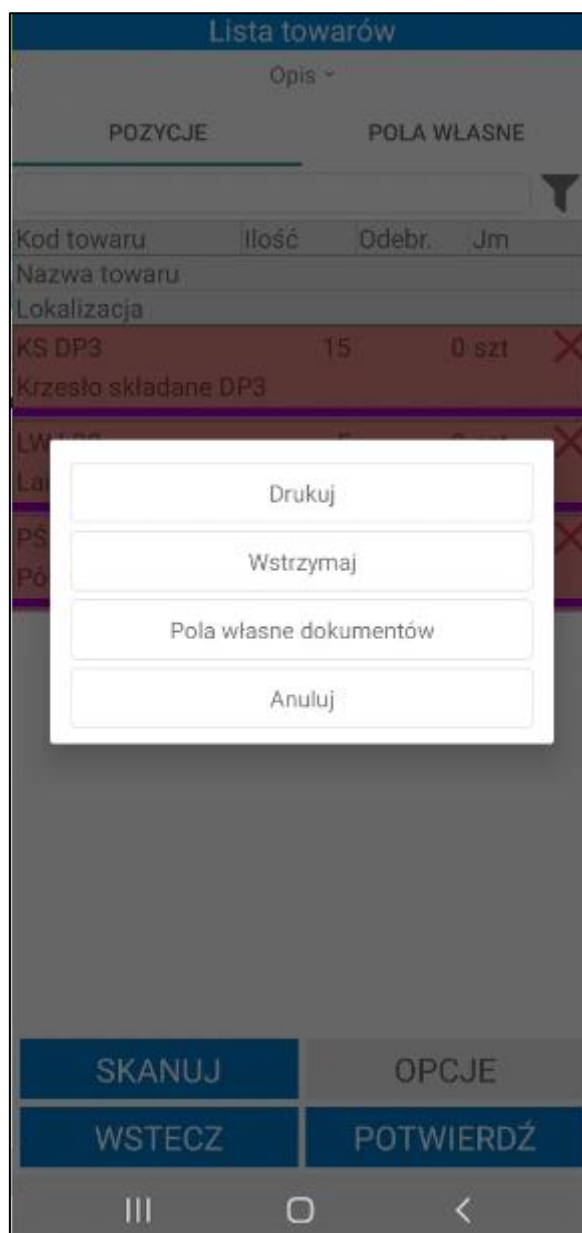 Lista towarów
Opis
POZYCJE POLA WŁASNE
Kod towaru Ilość Odebr. Jm
Nazwa towaru
Lokalizacja
KS DP3 15 0 szt
Krzesło składane DP3
Drukuj
Wstrzymaj
Pola własne dokumentów
Anuluj
SKANUJ OPCJE
WSTECZ POTWIERDŹ